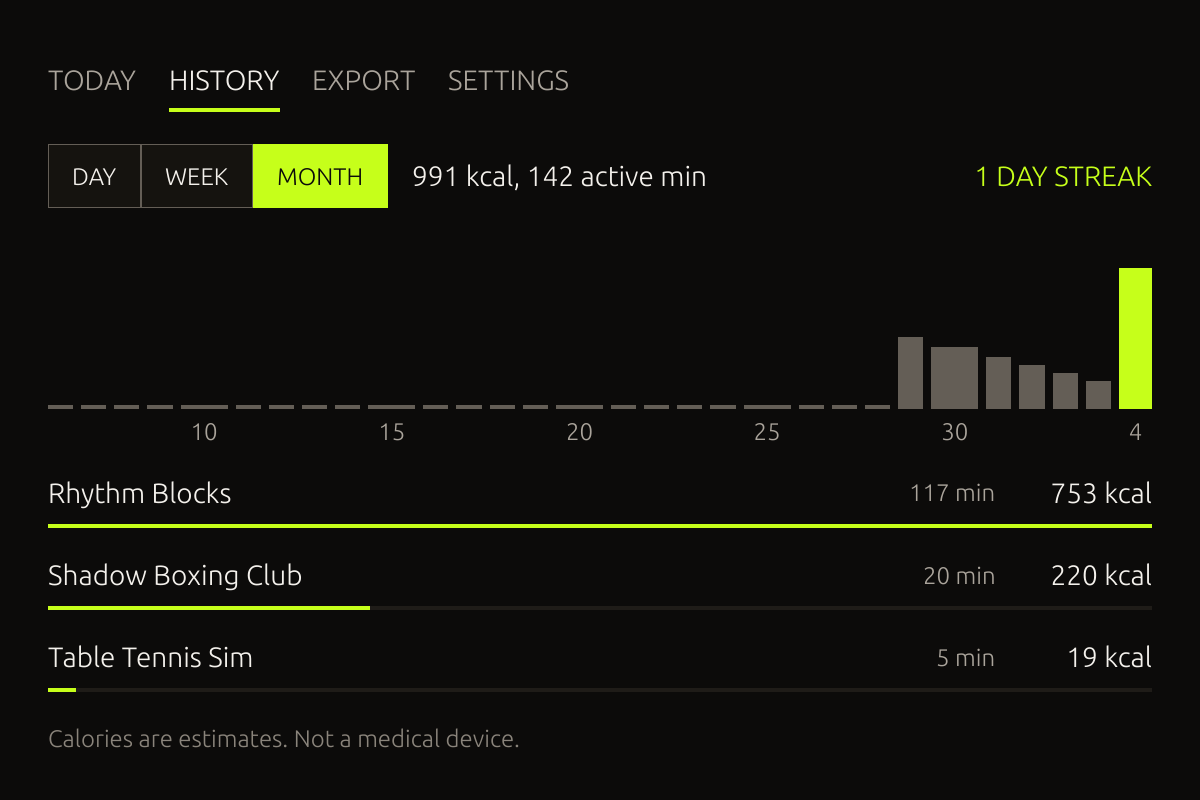 TODAY HISTORY EXPORT SETTINGS
DAY WEEK MONTH 991 kcal, 142 active min 1 DAY STREAK
10 15 20 25 30 4
Rhythm Blocks 117 min 753 kcal
Shadow Boxing Club 20 min 220 kcal
Table Tennis Sim 5 min 19 kcal
Calories are estimates. Not a medical device.